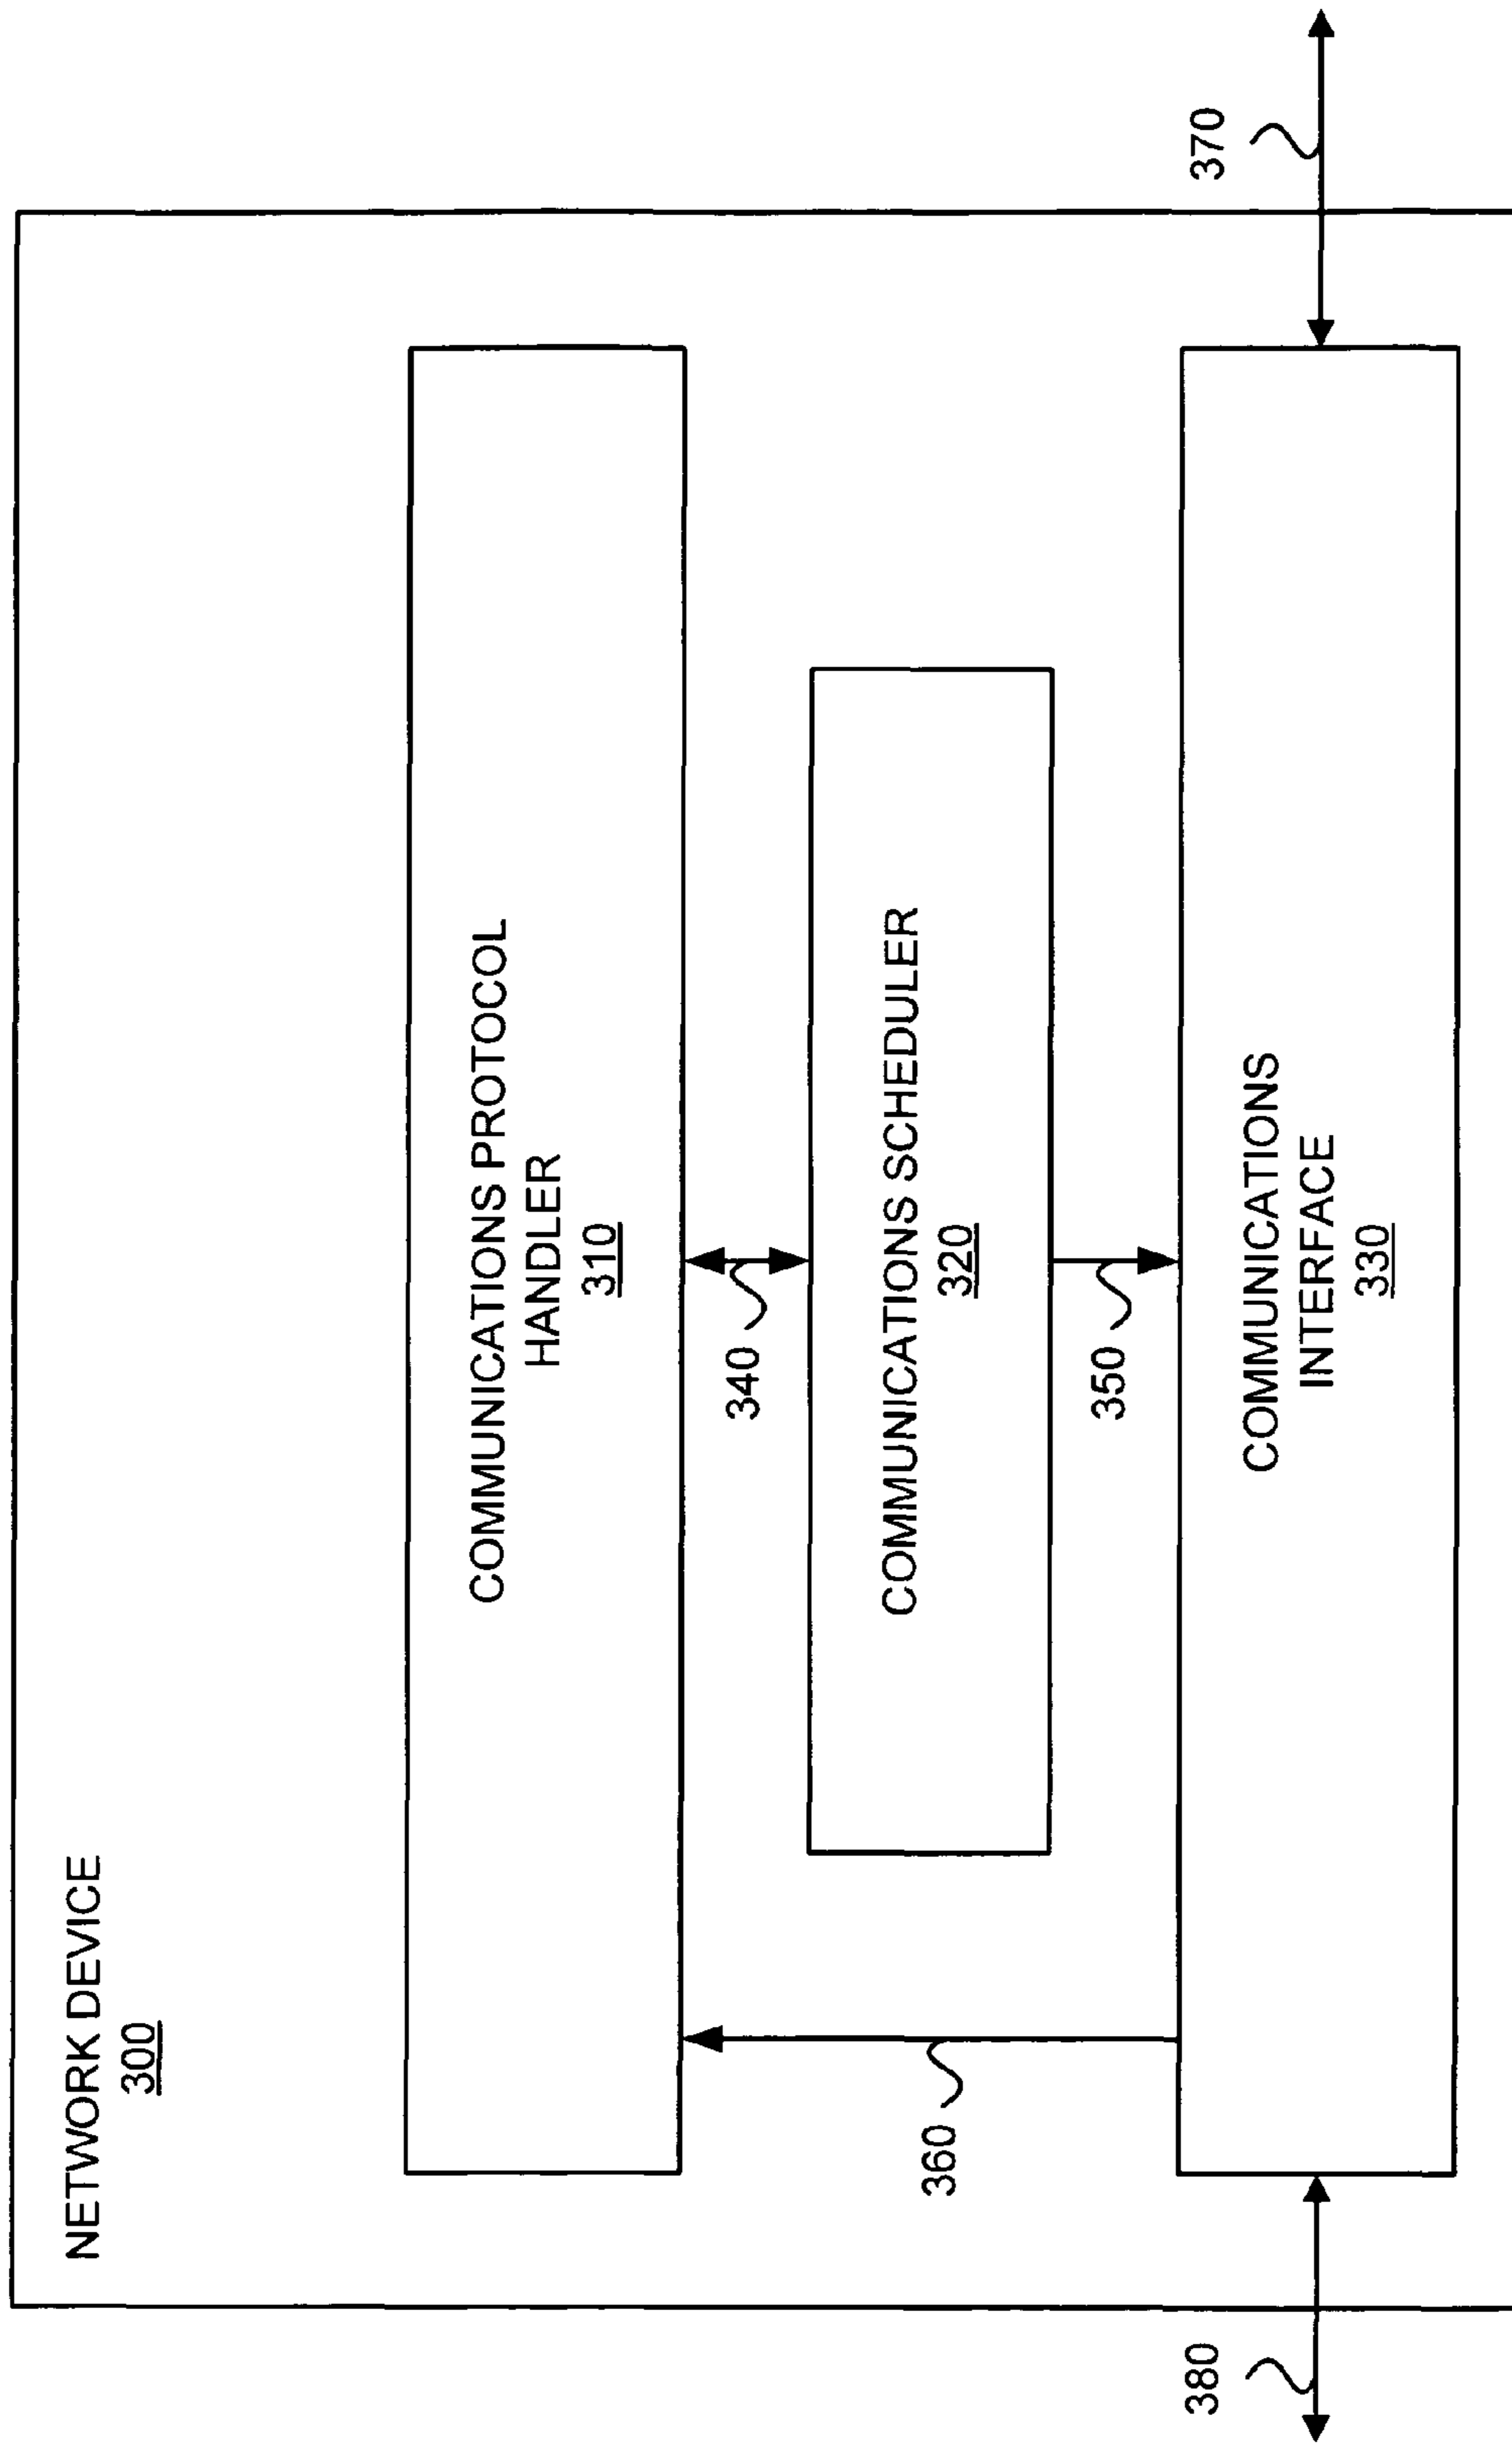 NETWORK DEVICE
300
COMMUNICATIONS PROTOCOL
HANDLER
310
340
COMMUNICATIONS SCHEDULER
320
360
350
COMMUNICATIONS
INTERFACE
330
380
370